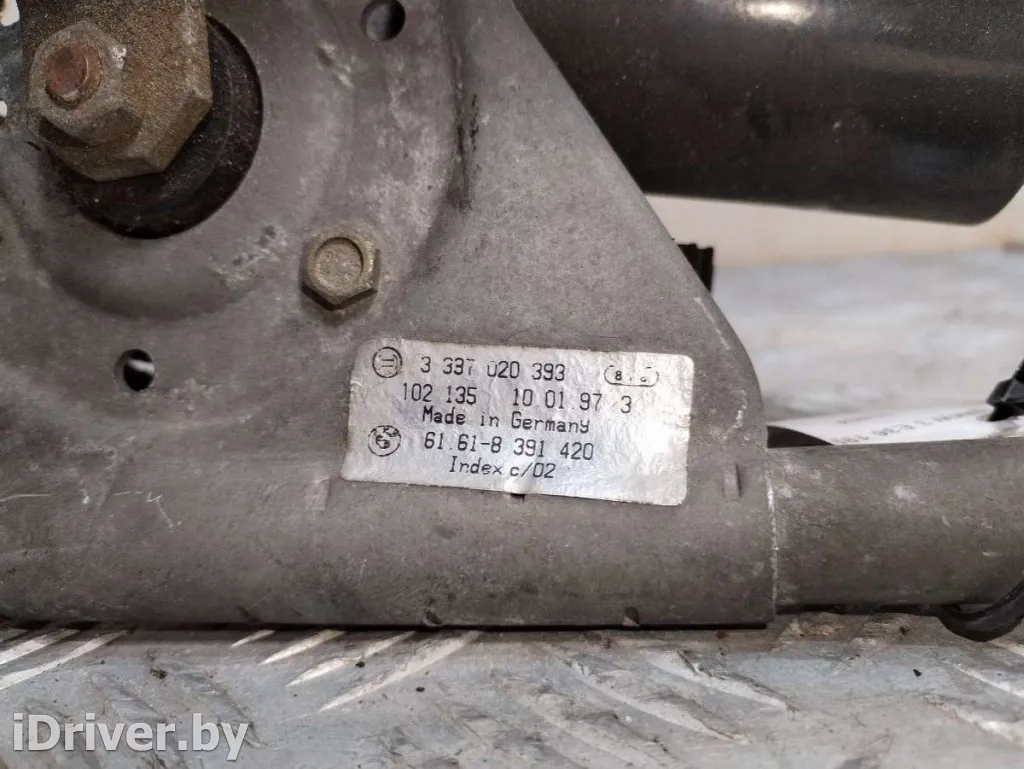 3 397 020 393
102 135 10 01 97 3
Made in Germany
61.61-8 391 420
Index c/02
iDriver.by